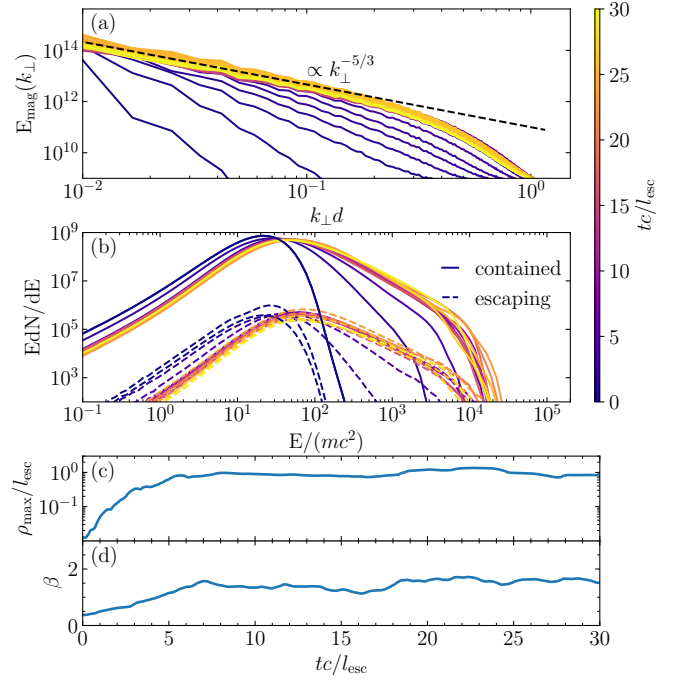 (a)
E_mag(k_⊥)
10^14
10^12
10^10
∝ k_⊥^{-5/3}
10^-2
10^-1
10^0
k_⊥d
30
25
20
15
10
5
0
tc/l_esc
(b)
EdN/dE
10^9
10^7
10^5
10^3
contained
escaping
10^-1
10^0
10^1
10^2
10^3
10^4
10^5
E/(mc^2)
(c)
ρ_max/l_esc
10^0
10^-1
(d)
β
2
0
0
5
10
15
20
25
30
tc/l_esc